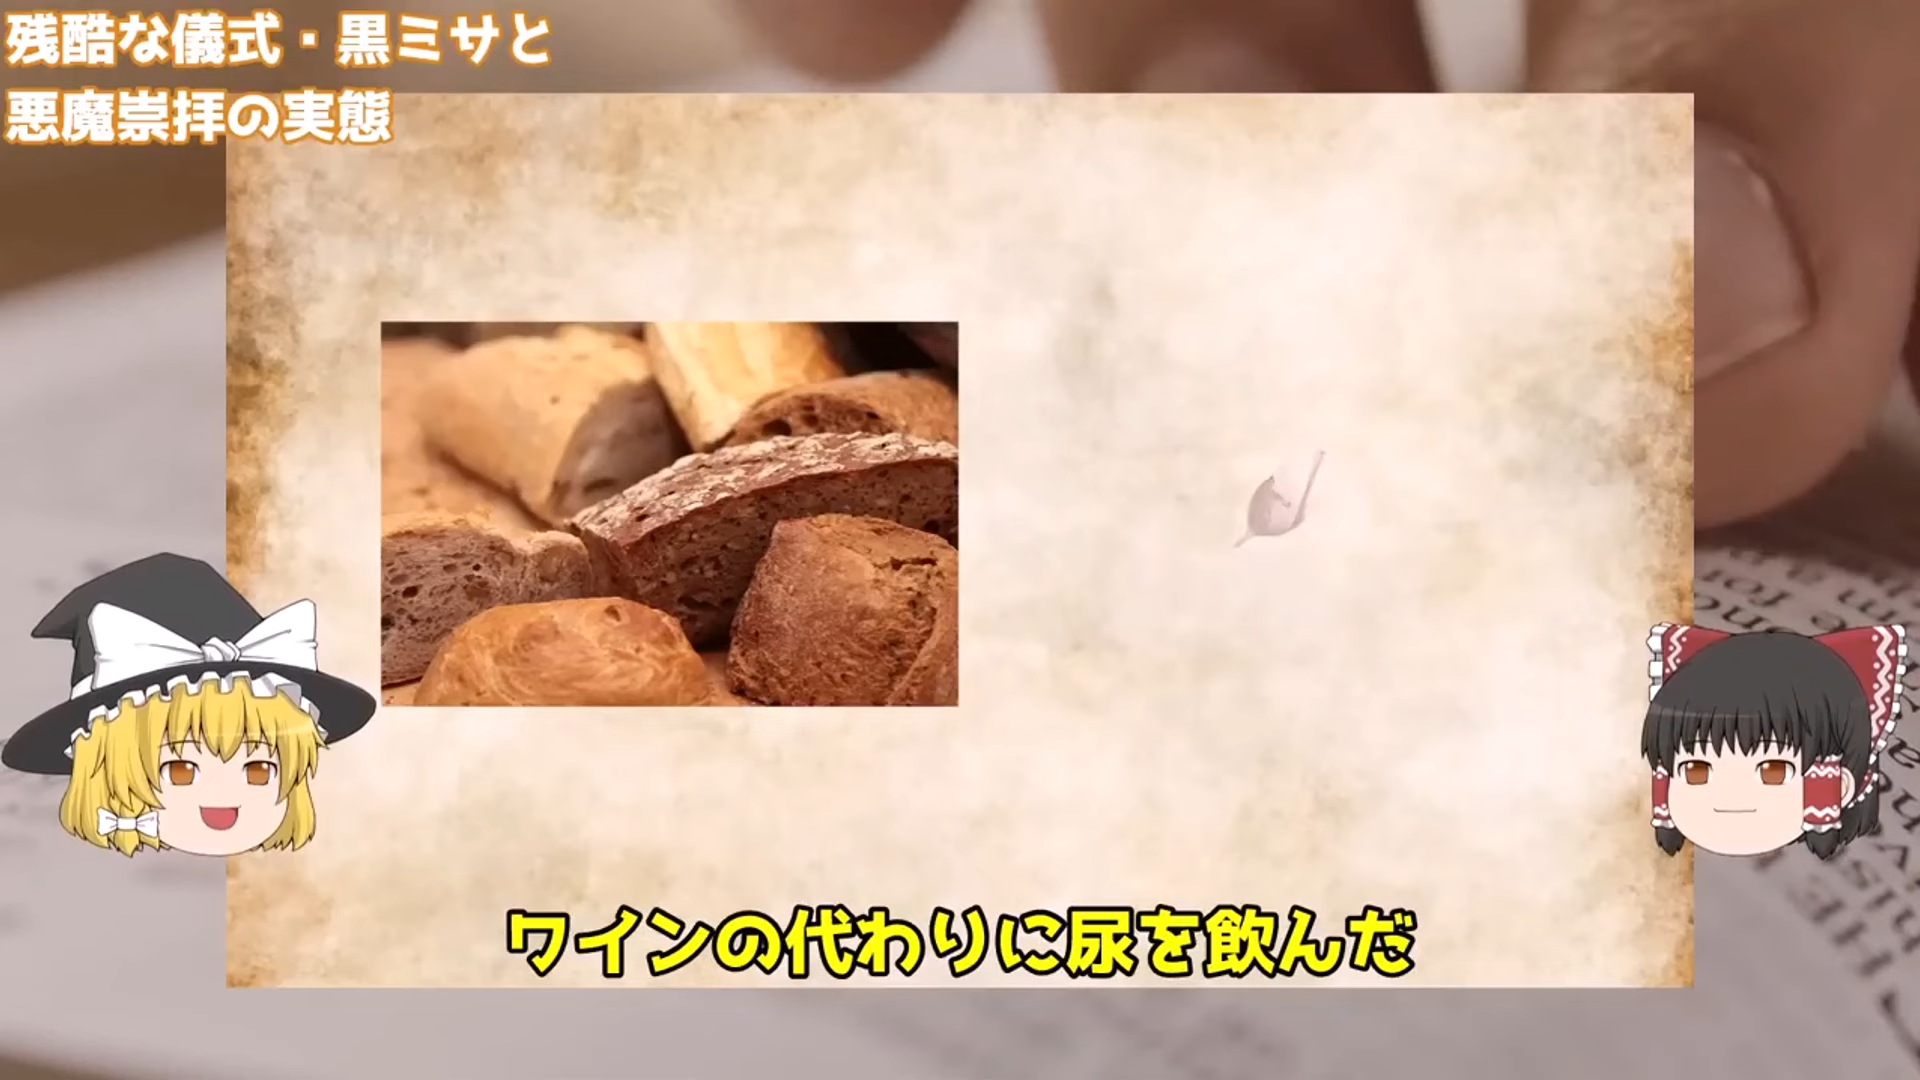 残酷な儀式・黒ミサと
悪魔崇拝の実態
ワインの代わりに尿を飲んだ